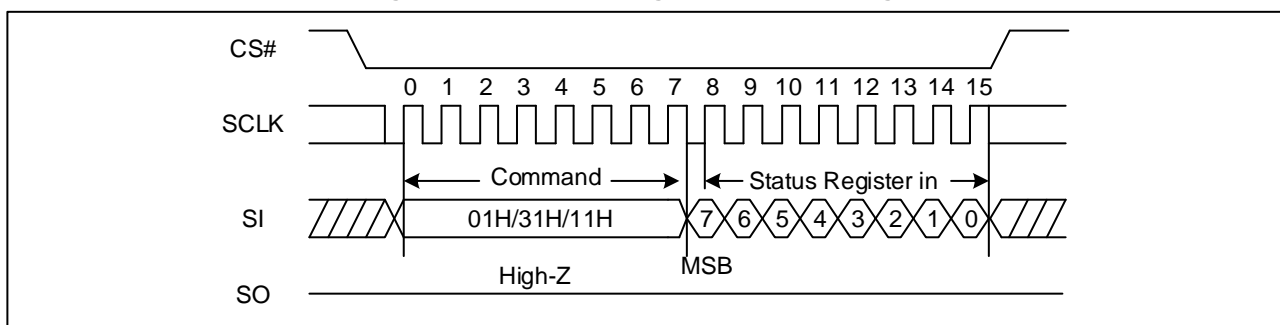 CS#
0 1 2 3 4 5 6 7 8 9 10 11 12 13 14 15
SCLK
Command Status Register in
SI 01H/31H/11H 7 6 5 4 3 2 1 0
MSB
High-Z
SO